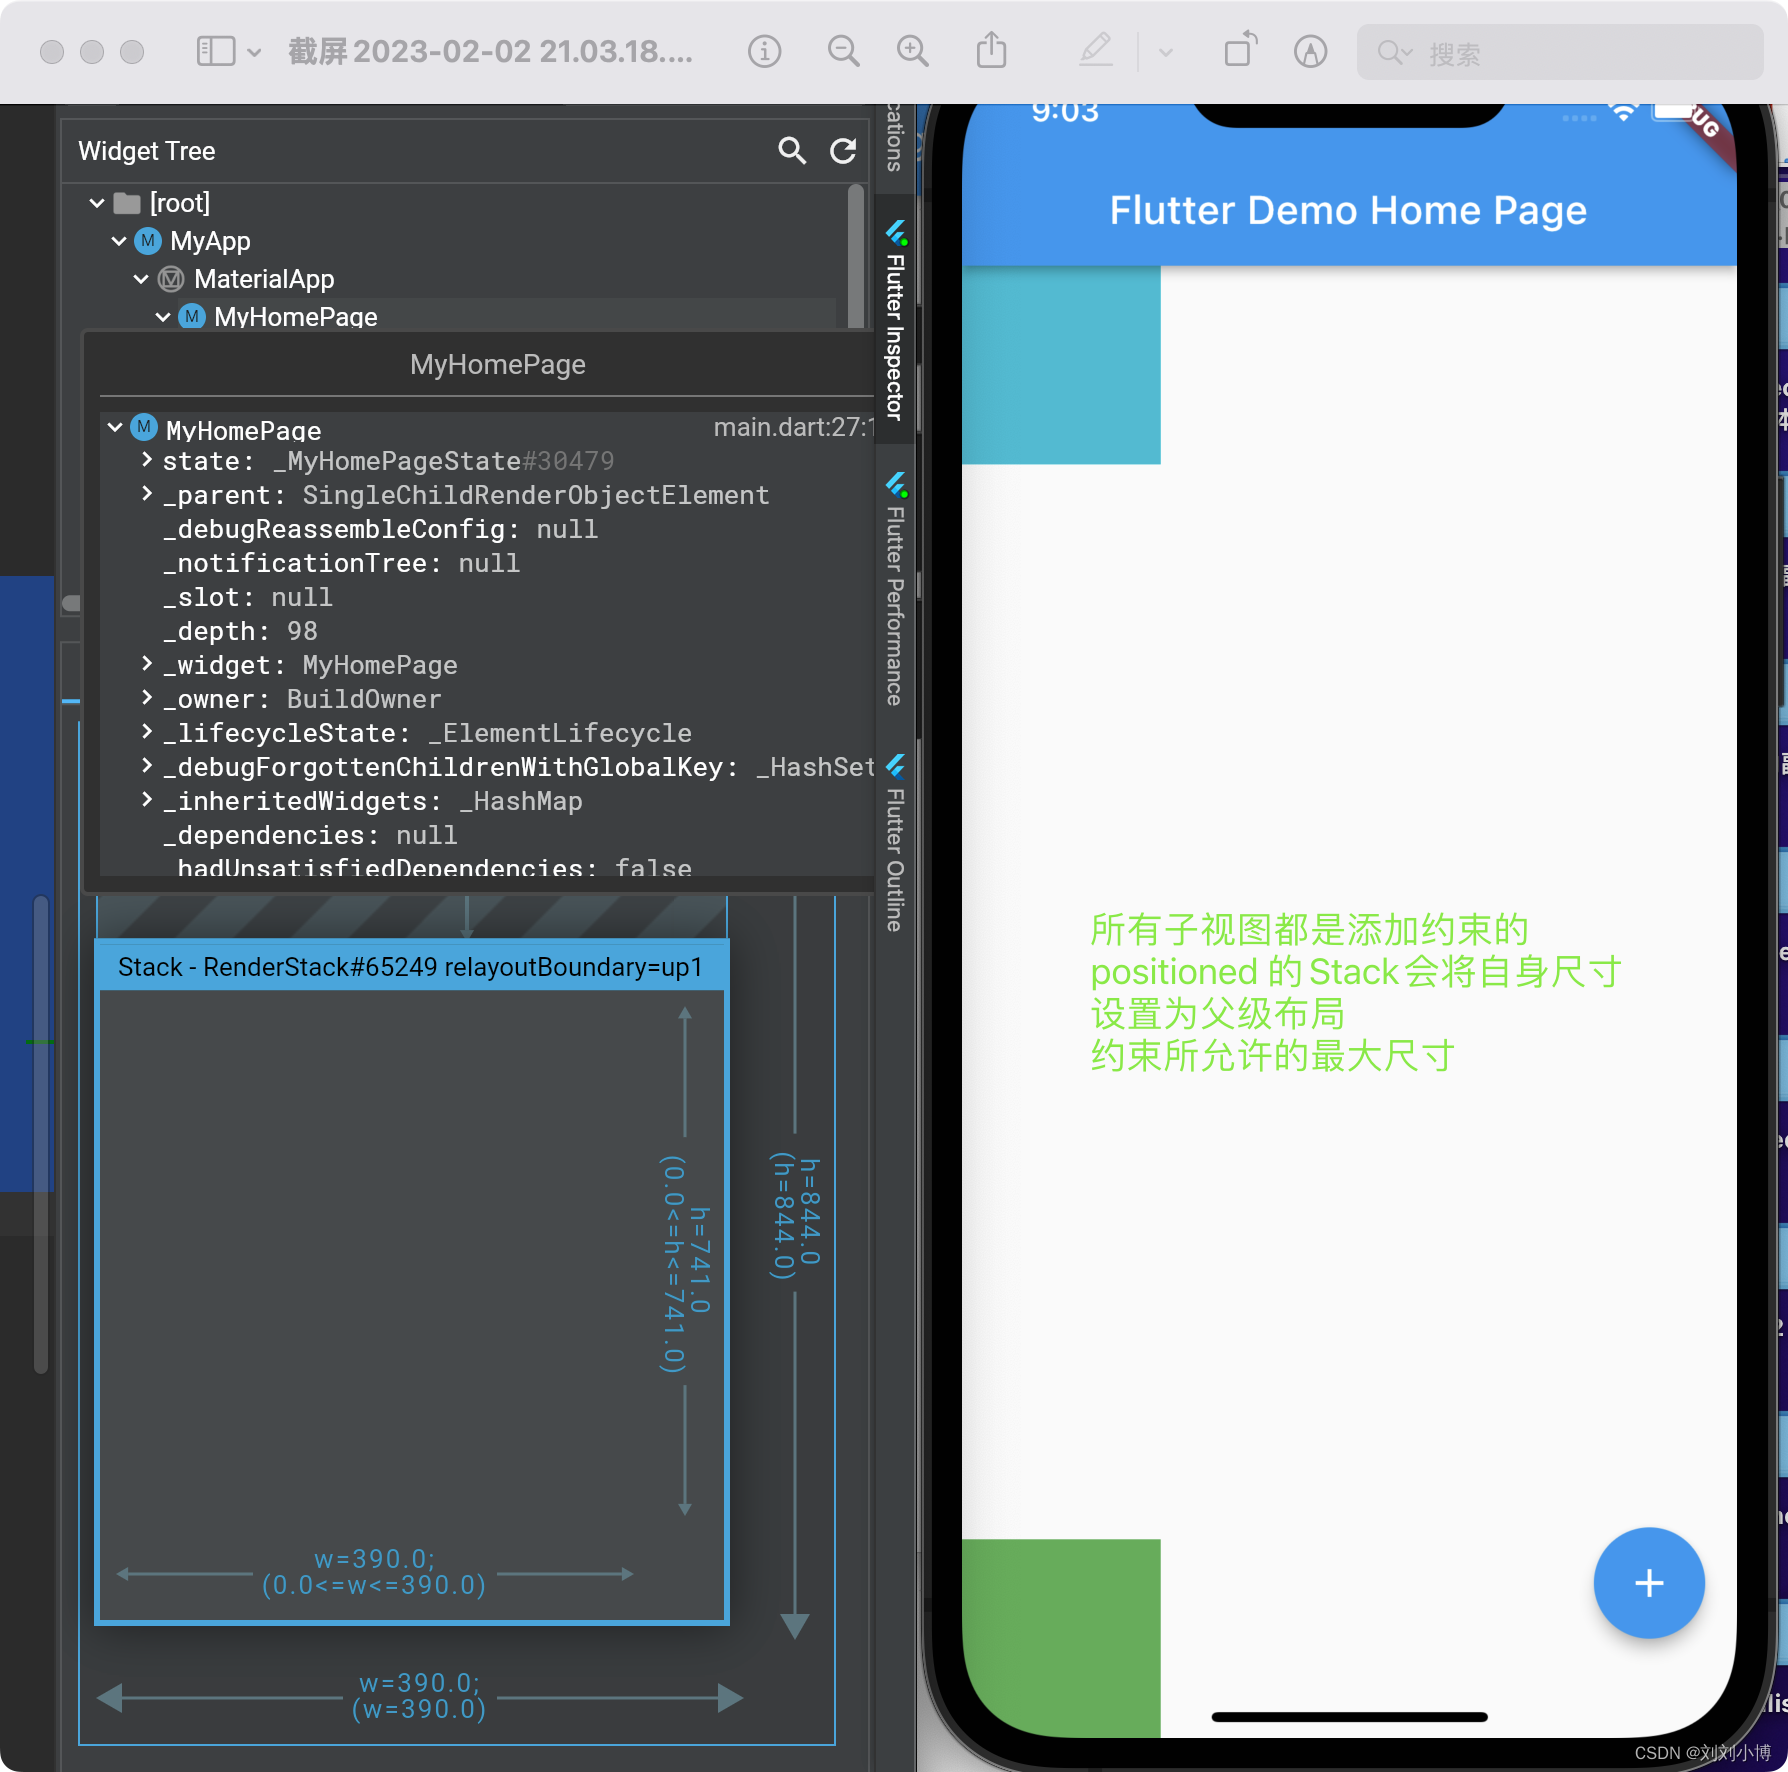 截屏2023-02-02 21.03.18....
搜索
Widget Tree
[root]
MyApp
MaterialApp
MyHomePage
MyHomePage
MyHomePage
main.dart:27:1
state: _MyHomePageState#30479
_parent: SingleChildRenderObjectElement
_debugReassembleConfig: null
_notificationTree: null
_slot: null
_depth: 98
_widget: MyHomePage
_owner: BuildOwner
_lifecycleState: _ElementLifecycle
_debugForgottenChildrenWithGlobalKey: _HashSet
_inheritedWidgets: _HashMap
_dependencies: null
_hadUnsatisfiedDependencies: false
Stack - RenderStack#65249 relayoutBoundary=up1
h=741.0
(0.0<=h<=741.0)
h=844.0
(h=844.0)
w=390.0;
(0.0<=w<=390.0)
w=390.0;
(w=390.0)
cations
Flutter Inspector
Flutter Performance
Flutter Outline
9:03
UG
Flutter Demo Home Page
所有子视图都是添加约束的
positioned 的 Stack 会将自身尺寸
设置为父级布局
约束所允许的最大尺寸
CSDN @刘刘小博